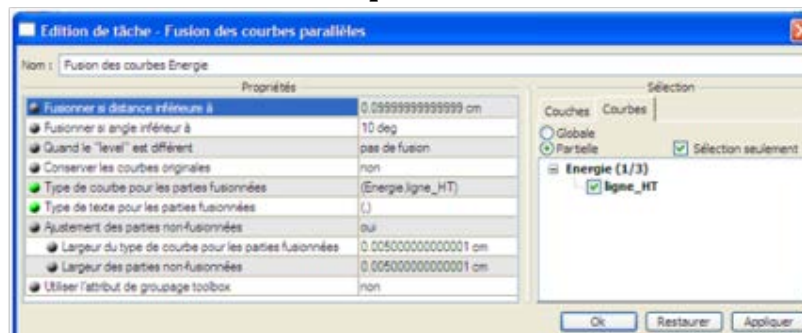 Edition de tâche - Fusion des courbes parallèles
Nom : Fusion des courbes Energie
Propriétés
Fusionner si distance inférieure à 0.09999999999999 cm
Fusionner si angle inférieur à 10 deg
Quand le "level" est différent pas de fusion
Conserver les courbes originales non
Type de courbe pour les parties fusionnées (Energie,ligne_HT)
Type de texte pour les parties fusionnées (,)
Ajustement des parties non-fusionnées oui
Largeur du type de courbe pour les parties fusionnées 0.005000000000001 cm
Largeur des parties non-fusionnées 0.005000000000001 cm
Utiliser l'attribut de groupage toolbox non
Sélection
Couches Courbes
Globale
Partielle Sélection seulement
Energie (1/3)
ligne_HT
Ok Restaurer Appliquer